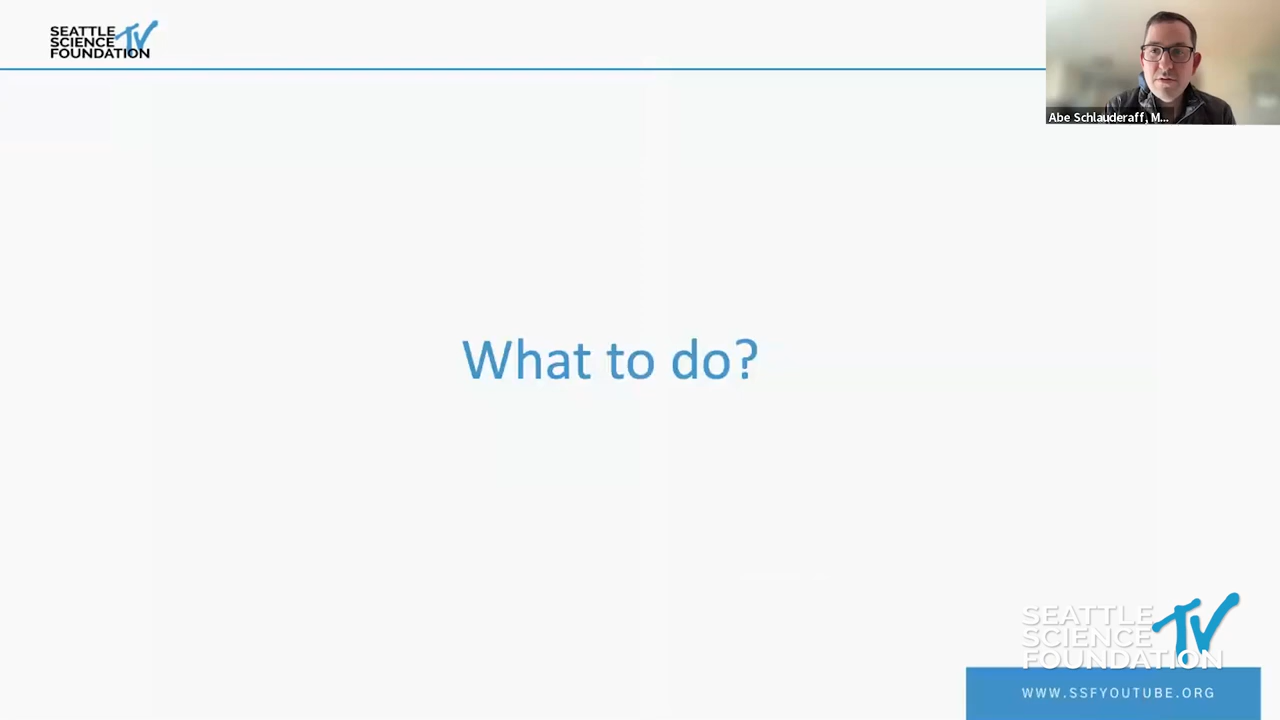 SEATTLE
SCIENCE
FOUNDATION
TV
Abe Schlauderaff, M...
What to do?
SEATTLE
SCIENCE
FOUNDATION
TV
WWW.SSFYOUTUBE.ORG